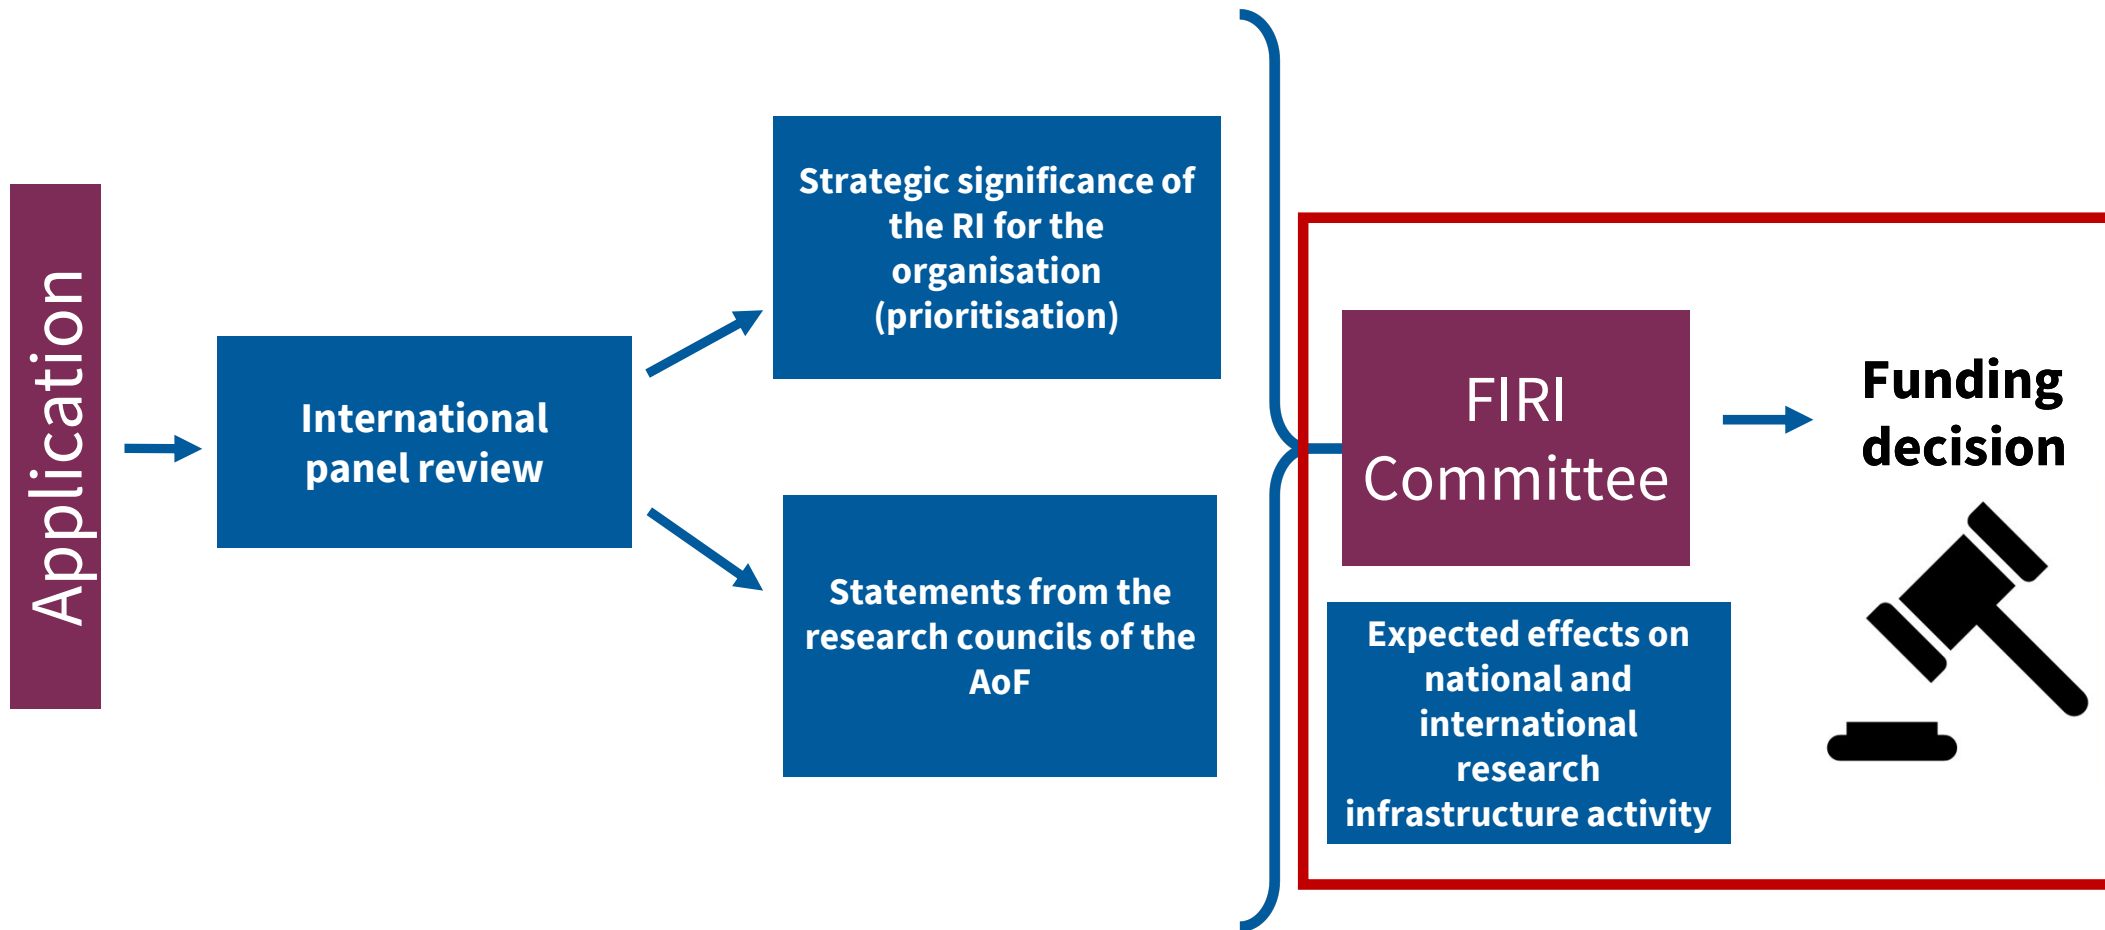 Application
International
panel review
Strategic significance of
the RI for the
organisation
(prioritisation)
Statements from the
research councils of the
AoF
FIRI
Committee
Expected effects on
national and
international
research
infrastructure activity
Funding
decision